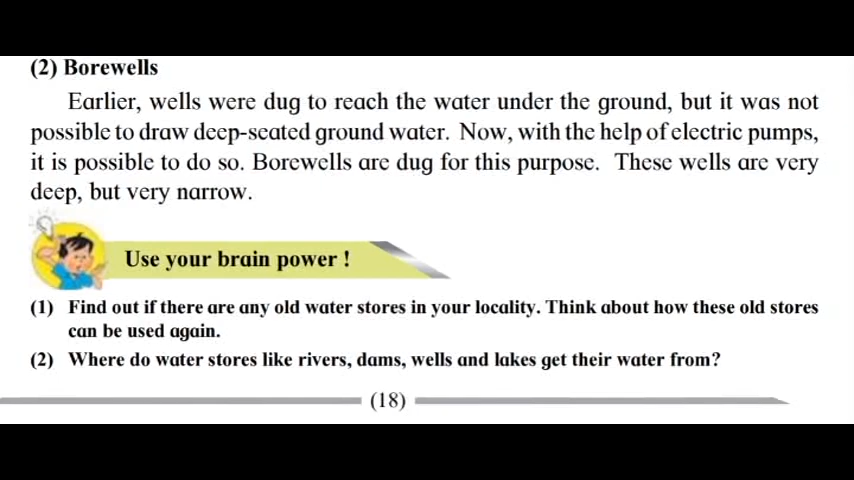 (2) Borewells
Earlier, wells were dug to reach the water under the ground, but it was not
possible to draw deep-seated ground water. Now, with the help of electric pumps,
it is possible to do so. Borewells are dug for this purpose. These wells are very
deep, but very narrow.
Use your brain power !
(1) Find out if there are any old water stores in your locality. Think about how these old stores
can be used again.
(2) Where do water stores like rivers, dams, wells and lakes get their water from?
(18)